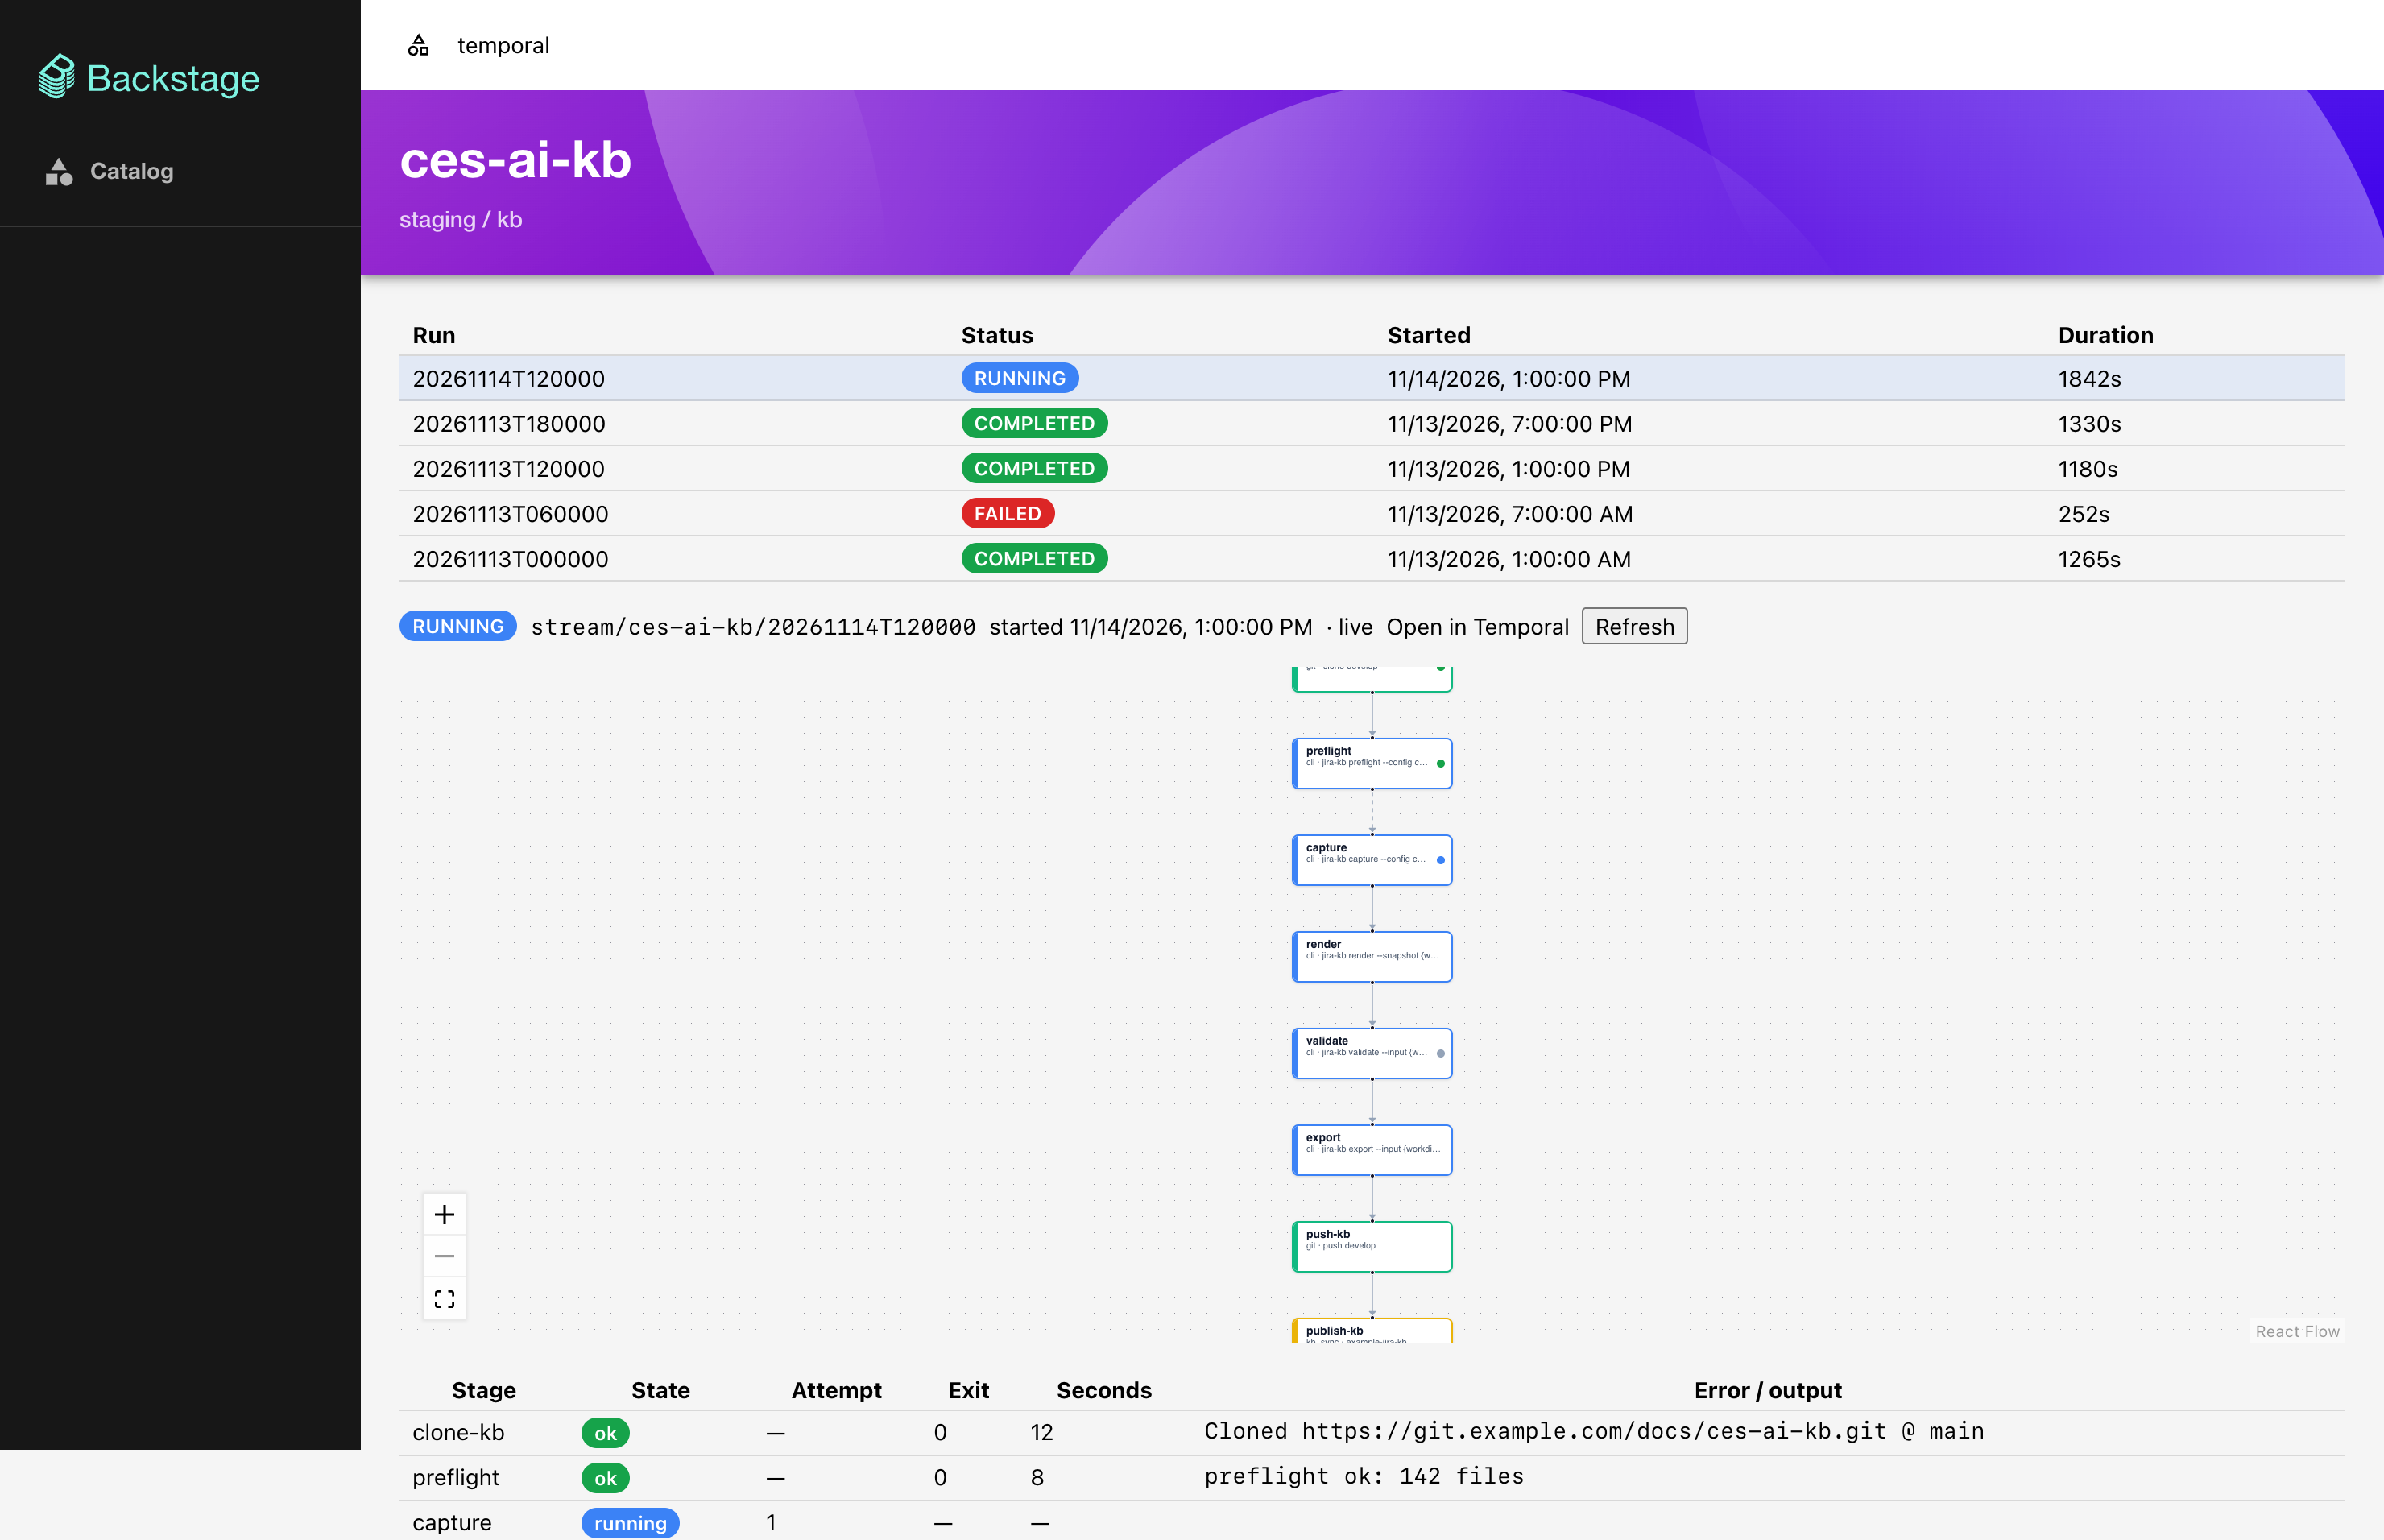 Backstage
Catalog
temporal
ces-ai-kb
staging / kb
Run Status Started Duration
20261114T120000 RUNNING 11/14/2026, 1:00:00 PM 1842s
20261113T180000 COMPLETED 11/13/2026, 7:00:00 PM 1330s
20261113T120000 COMPLETED 11/13/2026, 1:00:00 PM 1180s
20261113T060000 FAILED 11/13/2026, 7:00:00 AM 252s
20261113T000000 COMPLETED 11/13/2026, 1:00:00 AM 1265s
RUNNING stream/ces-ai-kb/20261114T120000 started 11/14/2026, 1:00:00 PM · live Open in Temporal Refresh
preflight
cli · jira-kb preflight --config c...
capture
cli · jira-kb capture --config c...
render
cli · jira-kb render --snapshot {w...
validate
cli · jira-kb validate --input {w...
export
cli · jira-kb export --input {workdi...
push-kb
git · push develop
publish-kb
React Flow
Stage State Attempt Exit Seconds Error / output
clone-kb ok — 0 12 Cloned https://git.example.com/docs/ces-ai-kb.git @ main
preflight ok — 0 8 preflight ok: 142 files
capture running 1 — —